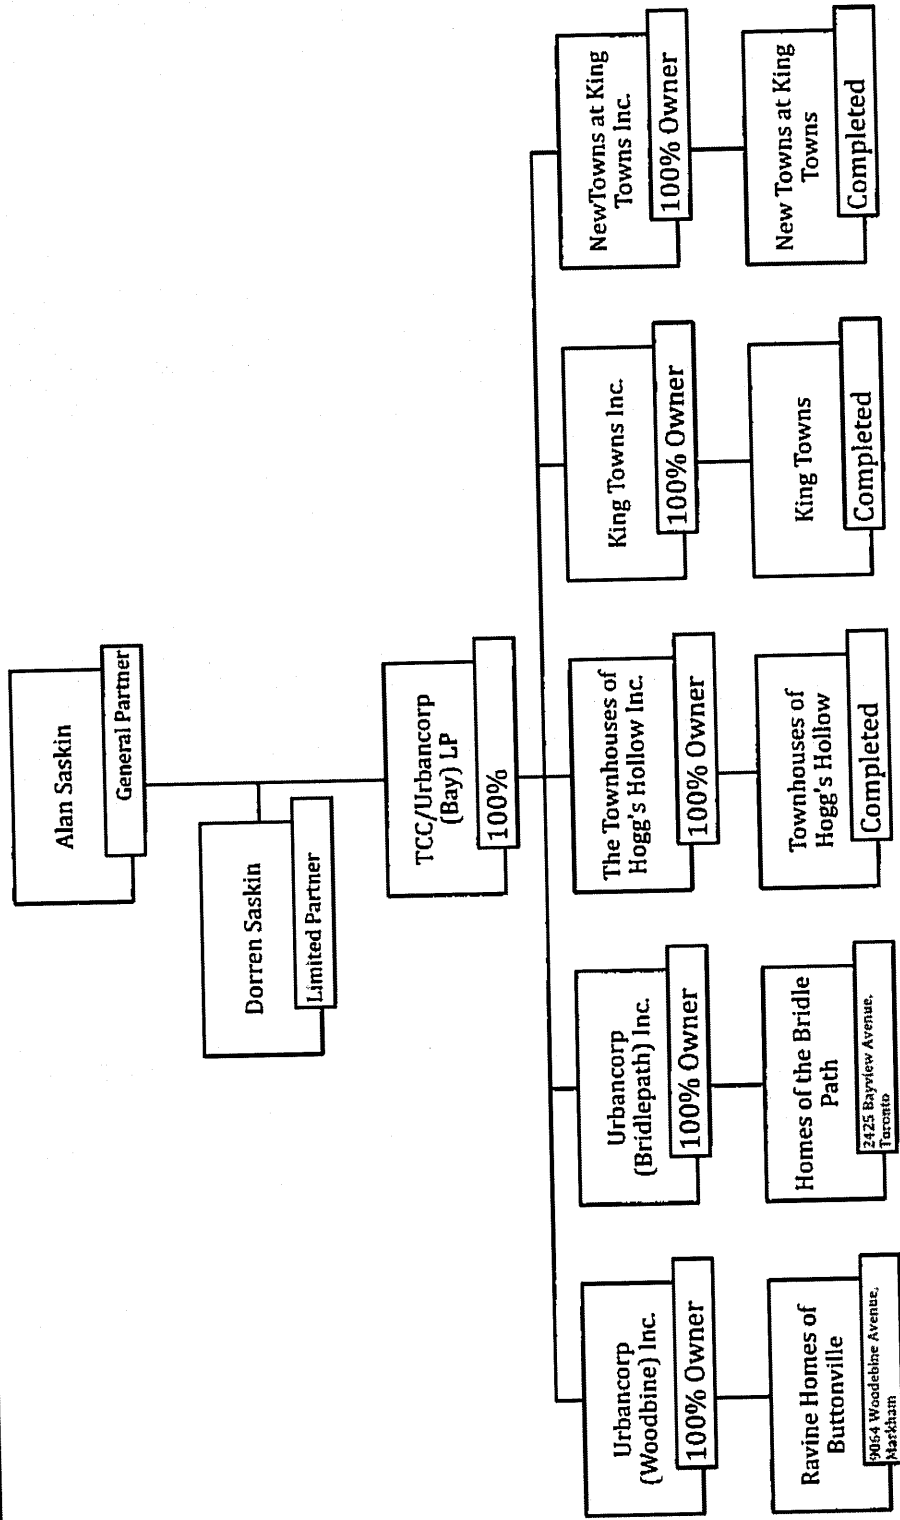 Alan Saskin
General Partner
Dorren Saskin
Limited Partner
TCC/Urbancorp
(Bay) LP
100%
Urbancorp
(Woodbine) Inc.
100% Owner
Urbancorp
(Bridlepath) Inc.
100% Owner
The Townhouses of
Hogg's Hollow Inc.
100% Owner
King Towns Inc.
100% Owner
NewTowns at King
Towns Inc.
100% Owner
Ravine Homes of
Buttonville
9064 Woodebine Avenue,
Markham
Homes of the Bridle
Path
2425 Bayview Avenue,
Toronto
Townhouses of
Hogg's Hollow
Completed
King Towns
Completed
New Towns at King
Towns
Completed